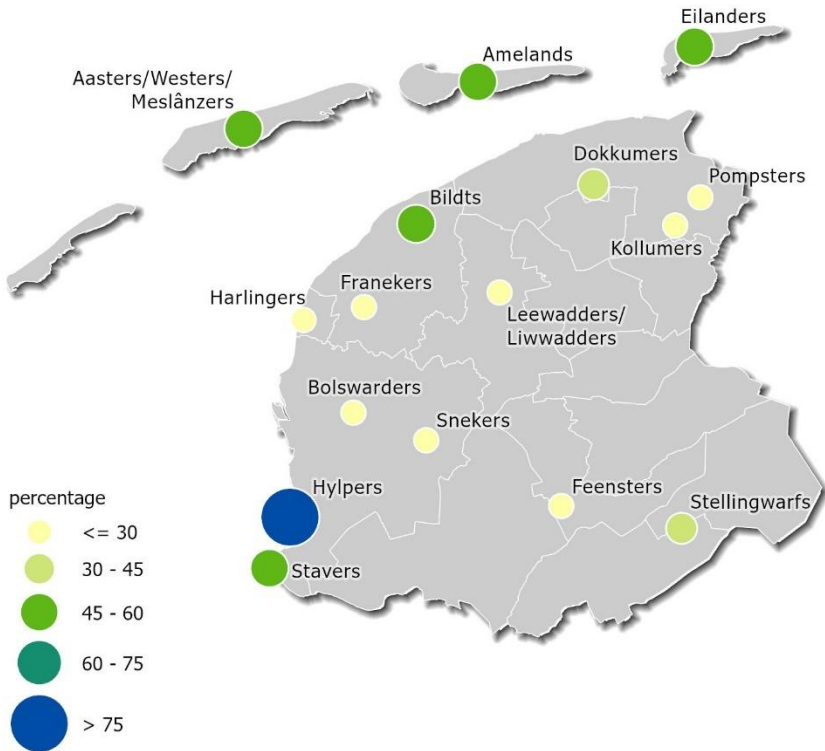 Eilanders
Amelands
Aasters/Westers/
Meslânzers
Dokkumers
Pompsters
Bildts
Kollumers
Franekers
Harlingers
Leewadders/
Liwwadders
Bolswarders
Snekers
Hylpers
Feensters
Stellingwarfs
Stavers
percentage
<= 30
30 - 45
45 - 60
60 - 75
> 75